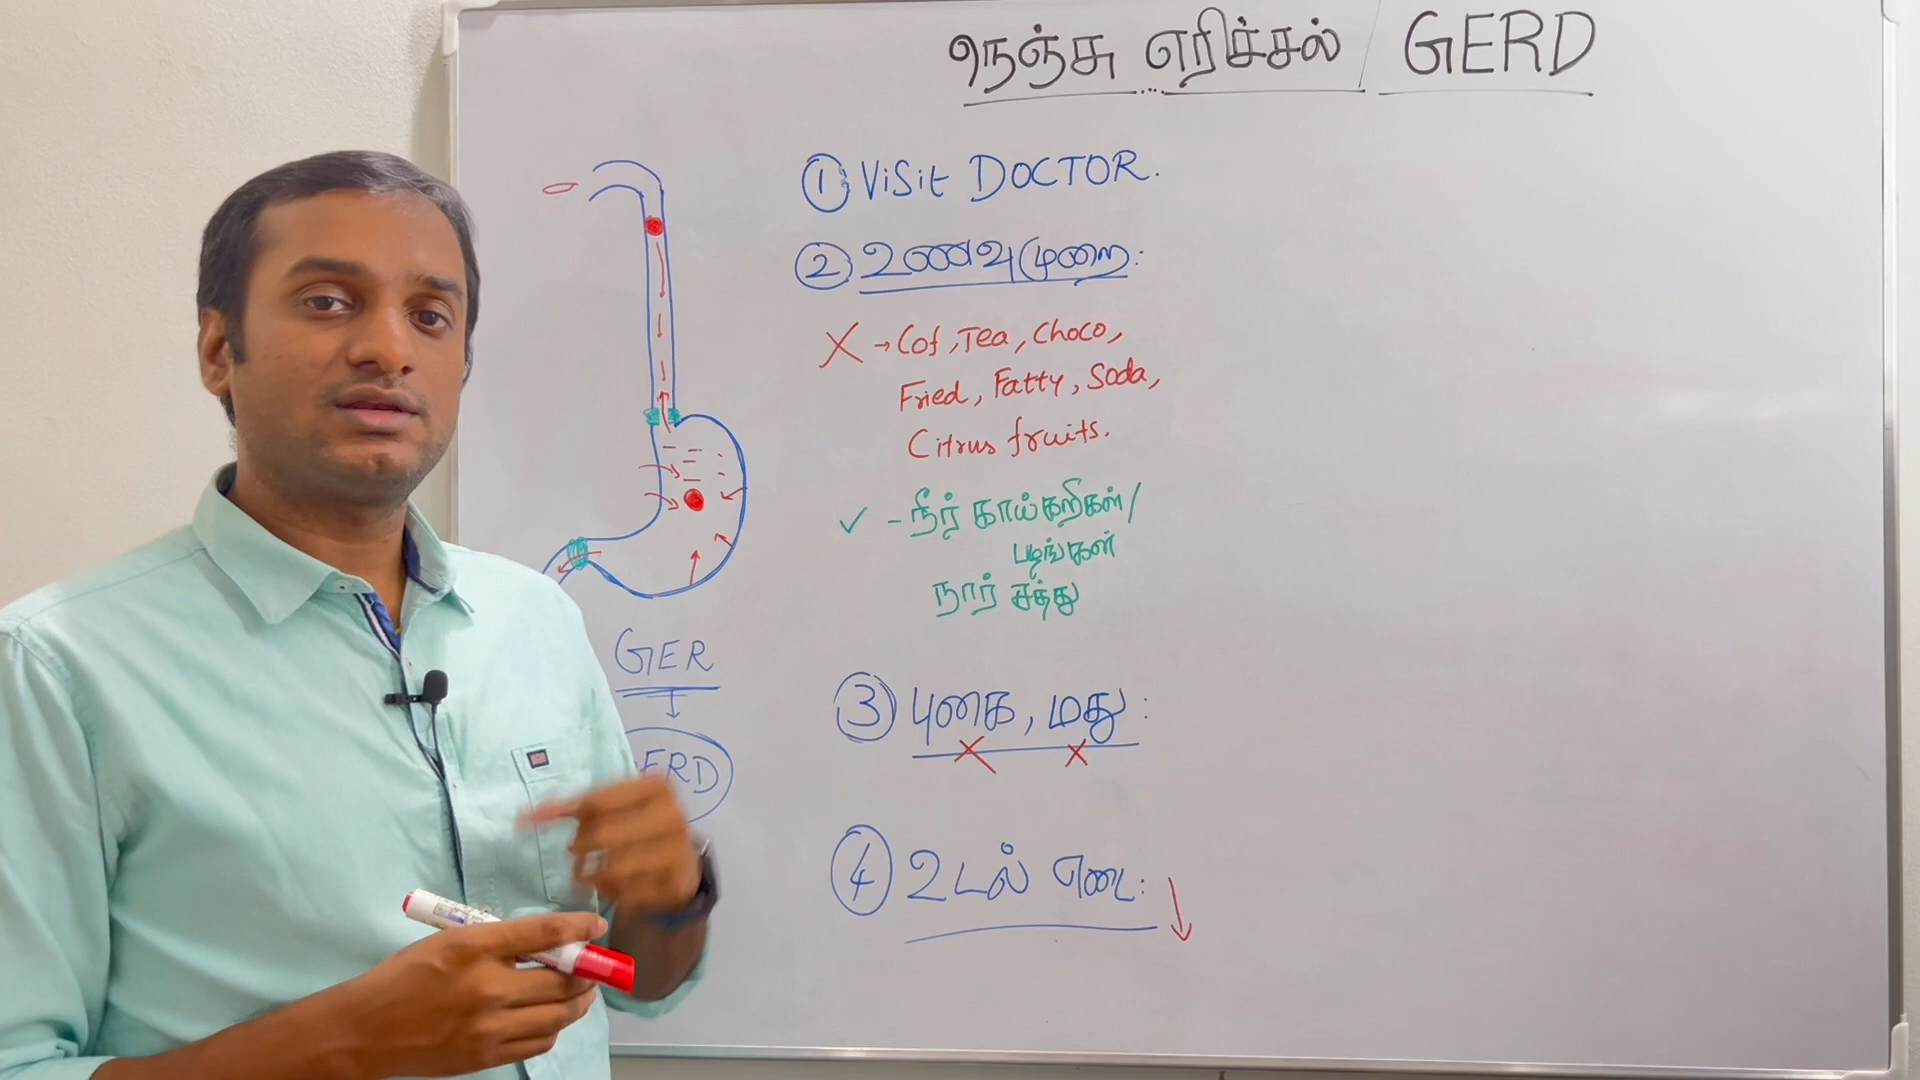 நெஞ்சு எரிச்சல் / GERD
① ViSit DOCTOR.
② உணவுமுறை:
X → Cof, Tea, Choco,
Fried, Fatty, Soda,
Citrus fruits.
✓ - நீர் காய்கறிகள் /
பழங்கள்
நார் சத்து
③ புகை, மது:
X X
④ உடல் எடை: ↓
GER
↓
ERD